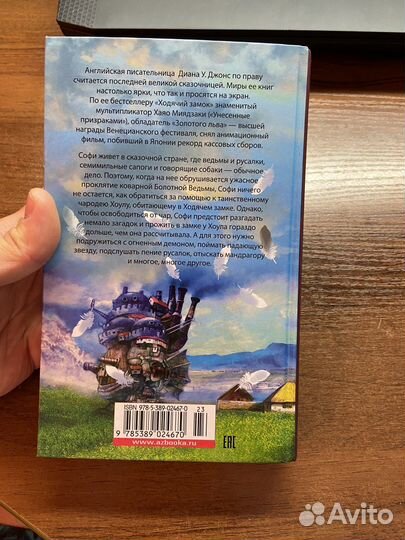 Английская писательница Диана У. Джонс по праву
считается последней великой сказочницей. Миры ее книг
настолько ярки, что так и просятся на экран.
По ее бестселлеру «Ходячий замок» знаменитый
мультипликатор Хаяо Миядзаки («Унесенные
призраками»), обладатель «Золотого льва» — высшей
награды Венецианского фестиваля, снял анимационный
фильм, побивший в Японии рекорд кассовых сборов.
Софи живет в сказочной стране, где ведьмы и русалки,
семимильные сапоги и говорящие собаки — обычное
дело. Поэтому, когда на нее обрушивается ужасное
проклятие коварной Болотной Ведьмы, Софи ничего
не остается, как обратиться за помощью к таинственному
чародею Хоулу, обитающему в Ходячем замке. Однако,
чтобы освободиться от чар, Софи предстоит разгадать
немало загадок и прожить в замке у Хоула гораздо
дольше, чем она рассчитывала. А для этого нужно
подружиться с огненным демоном, поймать падающую
звезду, подслушать пение русалок, отыскать мандрагору
и многое, многое другое.
ISBN 978-5-389-02467-0
23
9 785389 024670
www.azbooka.ru
EAC
Avito